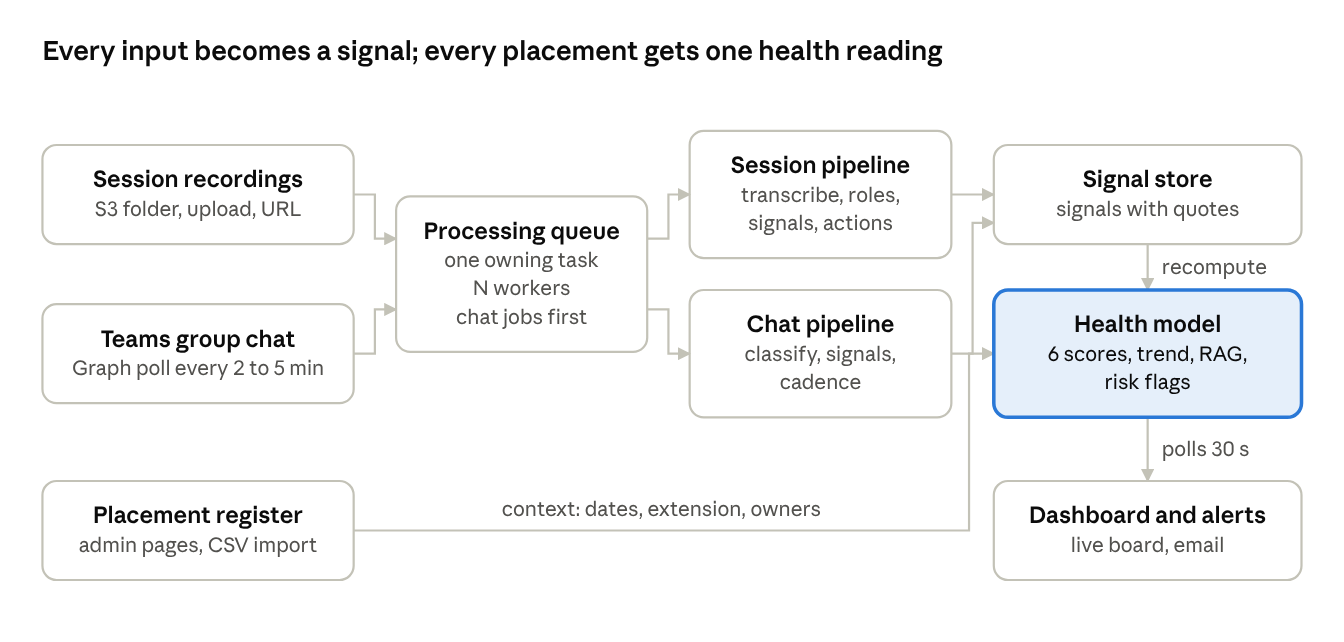 Every input becomes a signal; every placement gets one health reading
Session recordings
S3 folder, upload, URL
Teams group chat
Graph poll every 2 to 5 min
Placement register
admin pages, CSV import
Processing queue
one owning task
N workers
chat jobs first
Session pipeline
transcribe, roles,
signals, actions
Chat pipeline
classify, signals,
cadence
context: dates, extension, owners
Signal store
signals with quotes
recompute
Health model
6 scores, trend, RAG,
risk flags
polls 30 s
Dashboard and alerts
live board, email